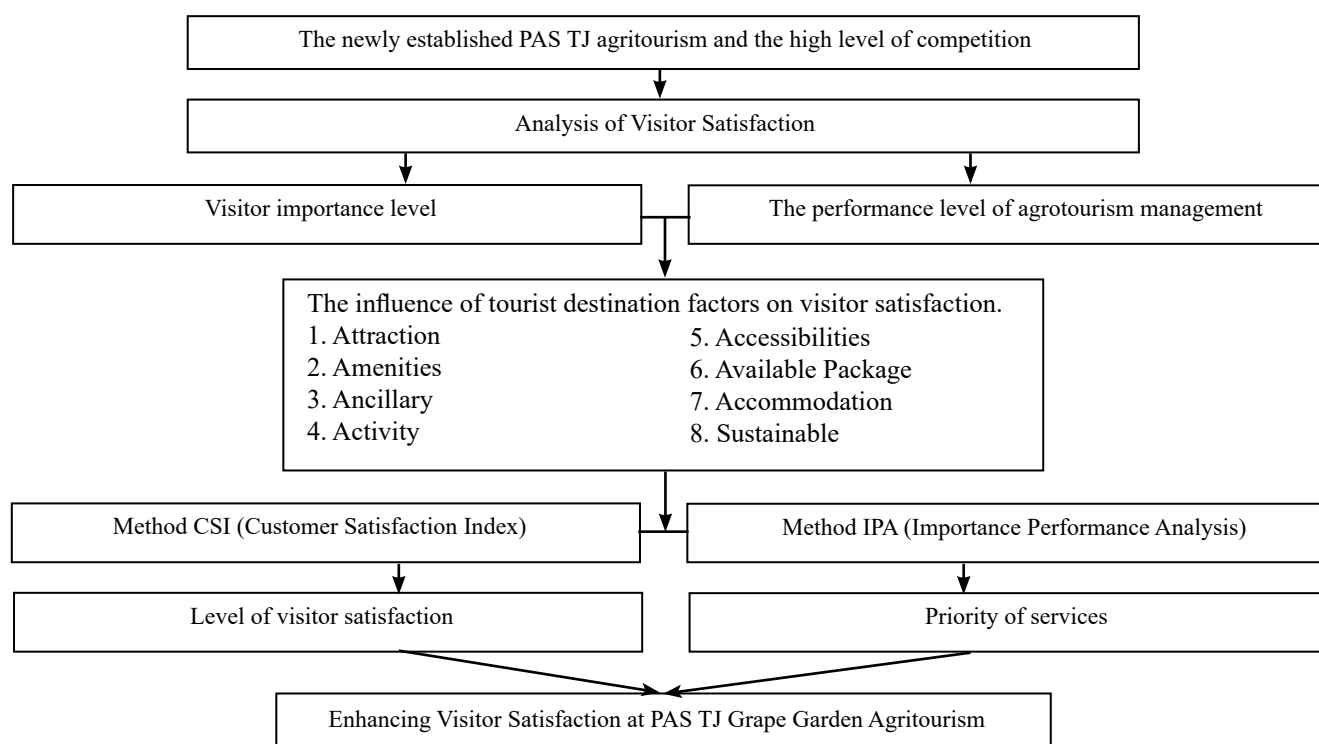 The newly established PAS TJ agritourism and the high level of competition
Analysis of Visitor Satisfaction
Visitor importance level
The performance level of agrotourism management
The influence of tourist destination factors on visitor satisfaction.
1. Attraction
2. Amenities
3. Ancillary
4. Activity
5. Accessibilities
6. Available Package
7. Accommodation
8. Sustainable
Method CSI (Customer Satisfaction Index)
Method IPA (Importance Performance Analysis)
Level of visitor satisfaction
Priority of services
Enhancing Visitor Satisfaction at PAS TJ Grape Garden Agritourism